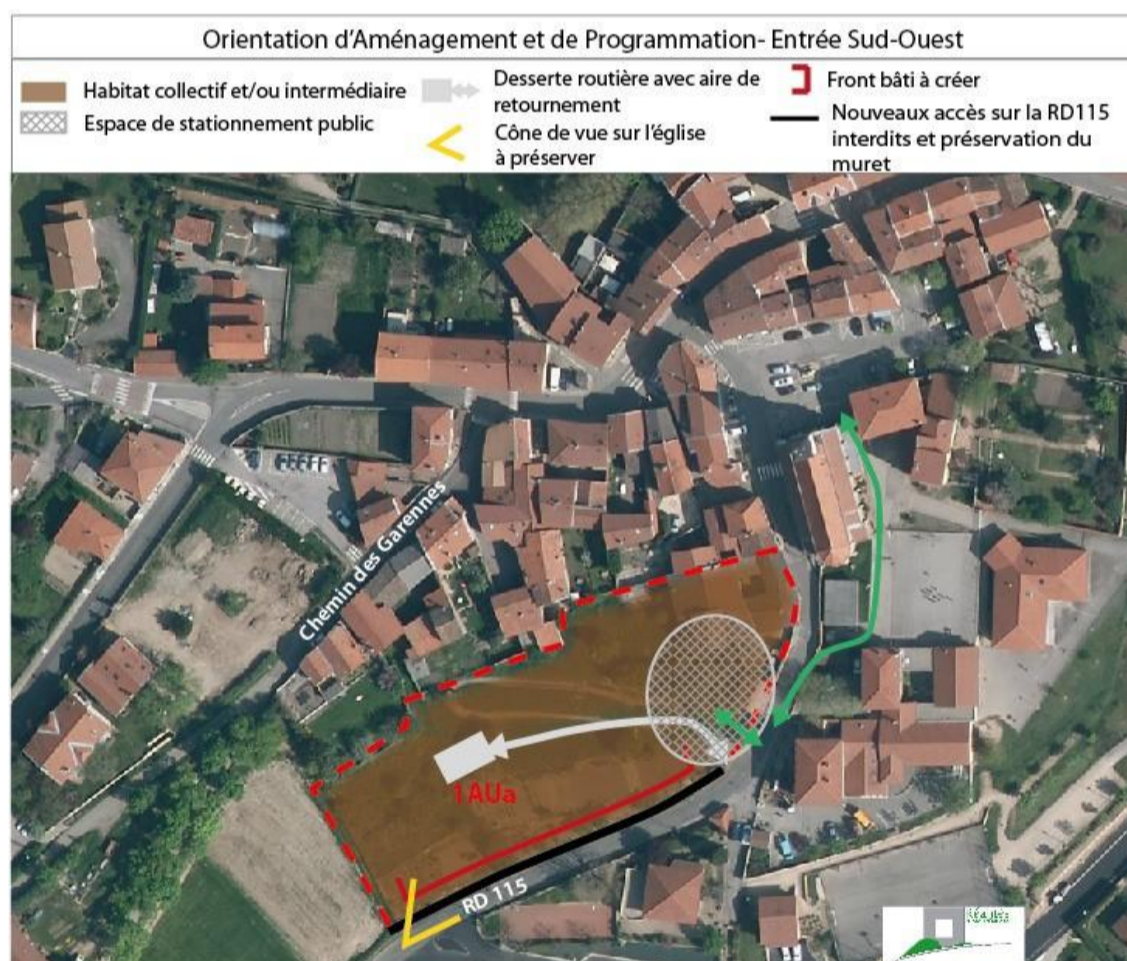 Orientation d’Aménagement et de Programmation- Entrée Sud-Ouest
Habitat collectif et/ou intermédiaire
Espace de stationnement public
Desserte routière avec aire de
retournement
Cône de vue sur l’église
à préserver
Front bâti à créer
Nouveaux accès sur la RD115
interdits et préservation du
muret
Chemin des Garennes
1AUa
RD 115